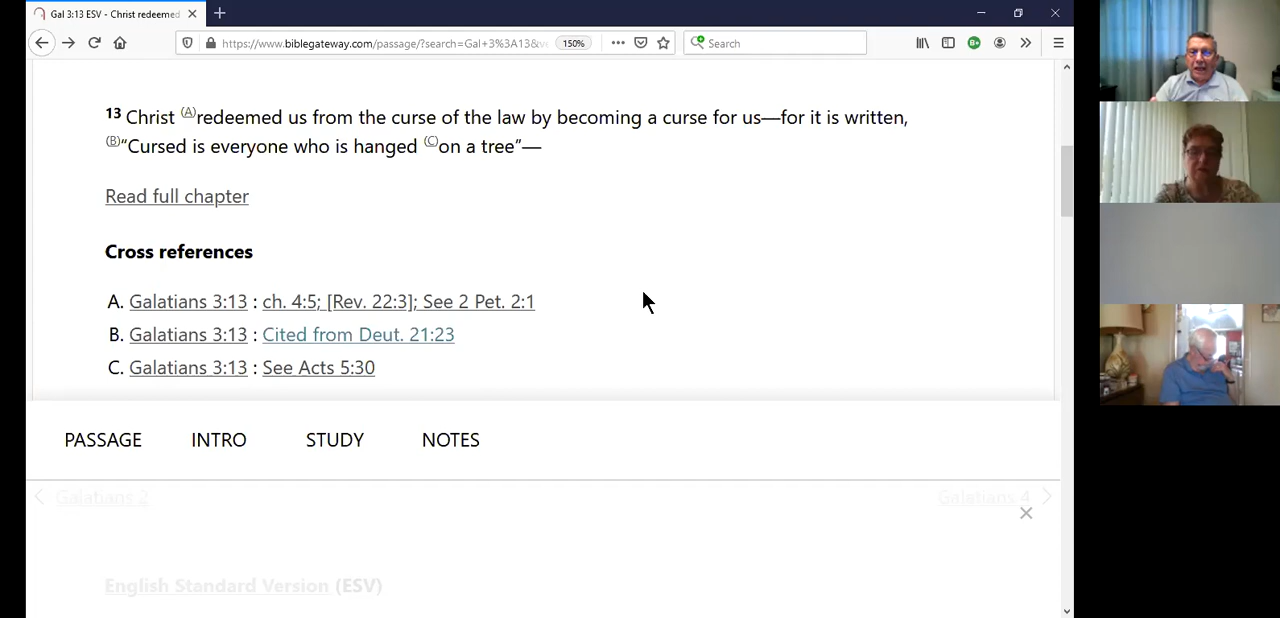 Gal 3:13 ESV - Christ redeemed
https://www.biblegateway.com/passage/?search=Gal+3%3A13&
150%
Search
13 Christ (A)redeemed us from the curse of the law by becoming a curse for us—for it is written,
(B)“Cursed is everyone who is hanged (C)on a tree”—
Read full chapter
Cross references
A. Galatians 3:13 : ch. 4:5; [Rev. 22:3]; See 2 Pet. 2:1
B. Galatians 3:13 : Cited from Deut. 21:23
C. Galatians 3:13 : See Acts 5:30
PASSAGE INTRO STUDY NOTES
Galatians 2 Galatians 4
English Standard Version (ESV)